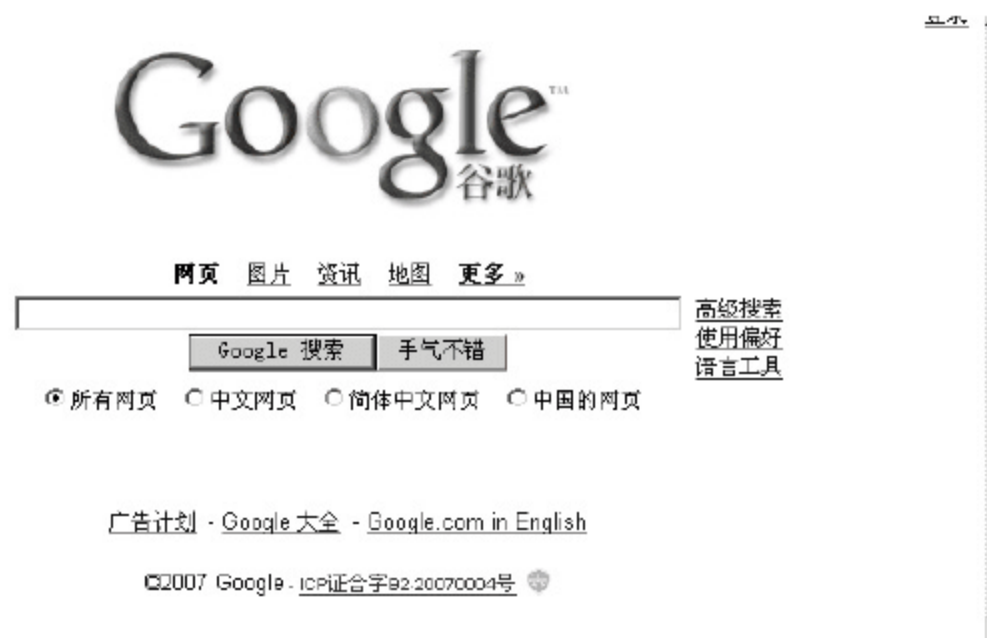 Google™
谷歌
网页 图片 资讯 地图 更多 »
高级搜索
Google 搜索 手气不错
使用偏好
语言工具
所有网页 中文网页 简体中文网页 中国的网页
广告计划 - Google 大全 - Google.com in English
©2007 Google - ICP证合字B2-20070004号